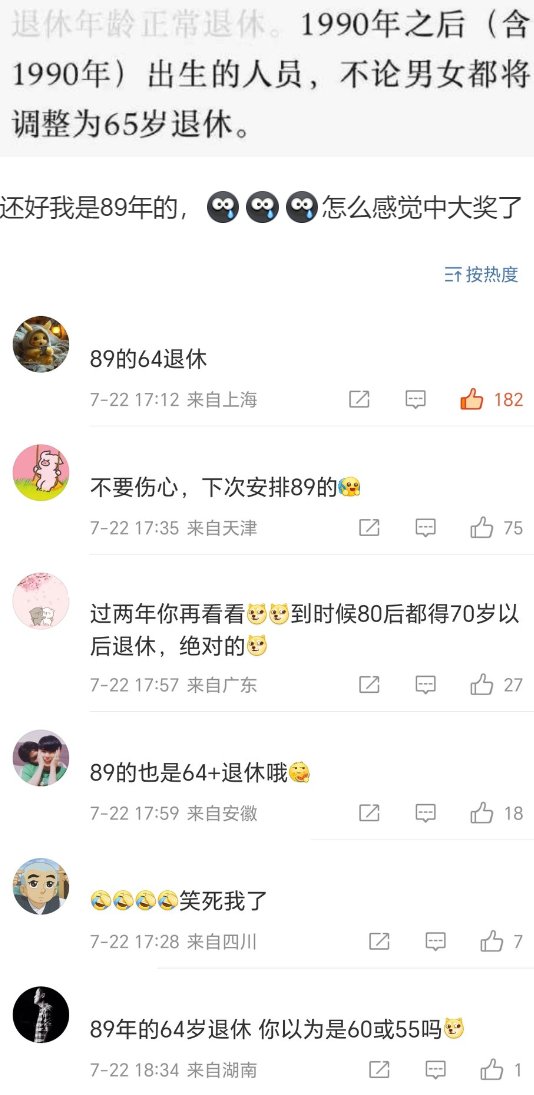 退休年龄正常退休。1990年之后（含
1990年）出生的人员，不论男女都将
调整为65岁退休。
还好我是89年的，怎么感觉中大奖了
按热度
89的64退休
7-22 17:12 来自上海
182
不要伤心，下次安排89的
7-22 17:35 来自天津
75
过两年你再看看到时候80后都得70岁以
后退休，绝对的
7-22 17:57 来自广东
27
89的也是64+退休哦
7-22 17:59 来自安徽
18
笑死我了
7-22 17:28 来自四川
7
89年的64岁退休 你以为是60或55吗
7-22 18:34 来自湖南
1